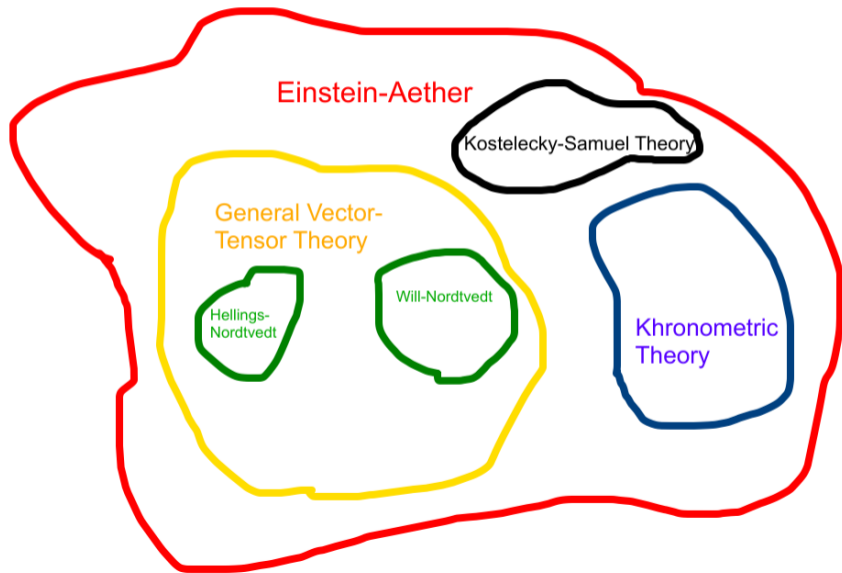 Einstein-Aether
Kostelecky-Samuel Theory
General Vector-
Tensor Theory
Hellings-
Nordtvedt
Will-Nordtvedt
Khronometric
Theory